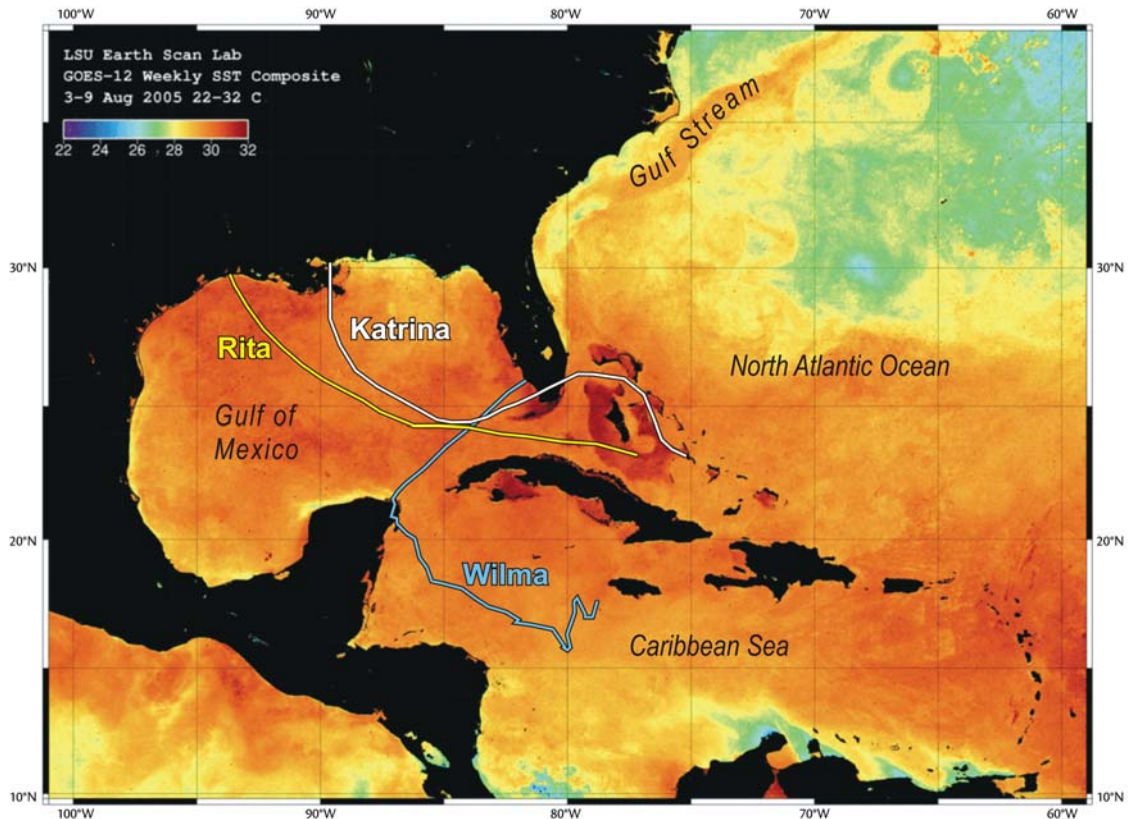 100°W 90°W 80°W 70°W 60°W
LSU Earth Scan Lab
GOES-12 Weekly SST Composite
3-9 Aug 2005 22-32 C
22 24 26 28 30 32
Gulf Stream
30°N 30°N
Katrina
Rita
North Atlantic Ocean
Gulf of
Mexico
20°N 20°N
Wilma
Caribbean Sea
10°N 10°N
100°W 90°W 80°W 70°W 60°W